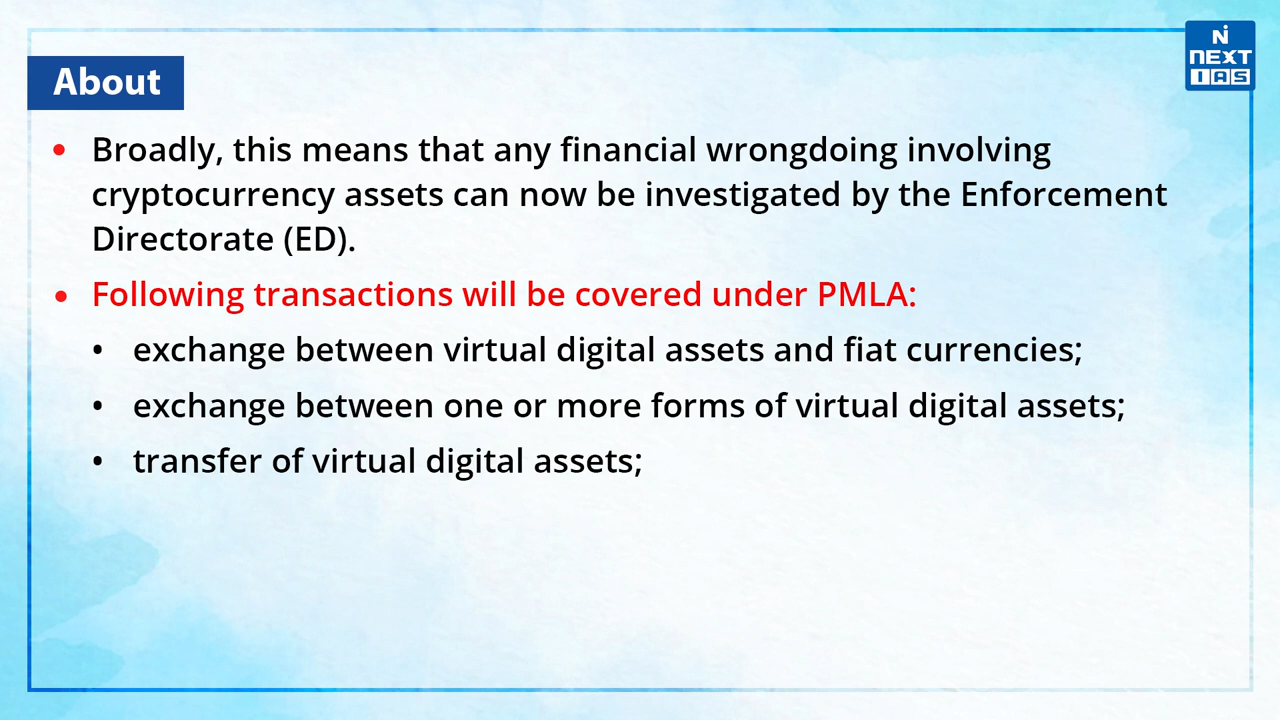 N
NEXT
IAS
About
• Broadly, this means that any financial wrongdoing involving
cryptocurrency assets can now be investigated by the Enforcement
Directorate (ED).
• Following transactions will be covered under PMLA:
• exchange between virtual digital assets and fiat currencies;
• exchange between one or more forms of virtual digital assets;
• transfer of virtual digital assets;